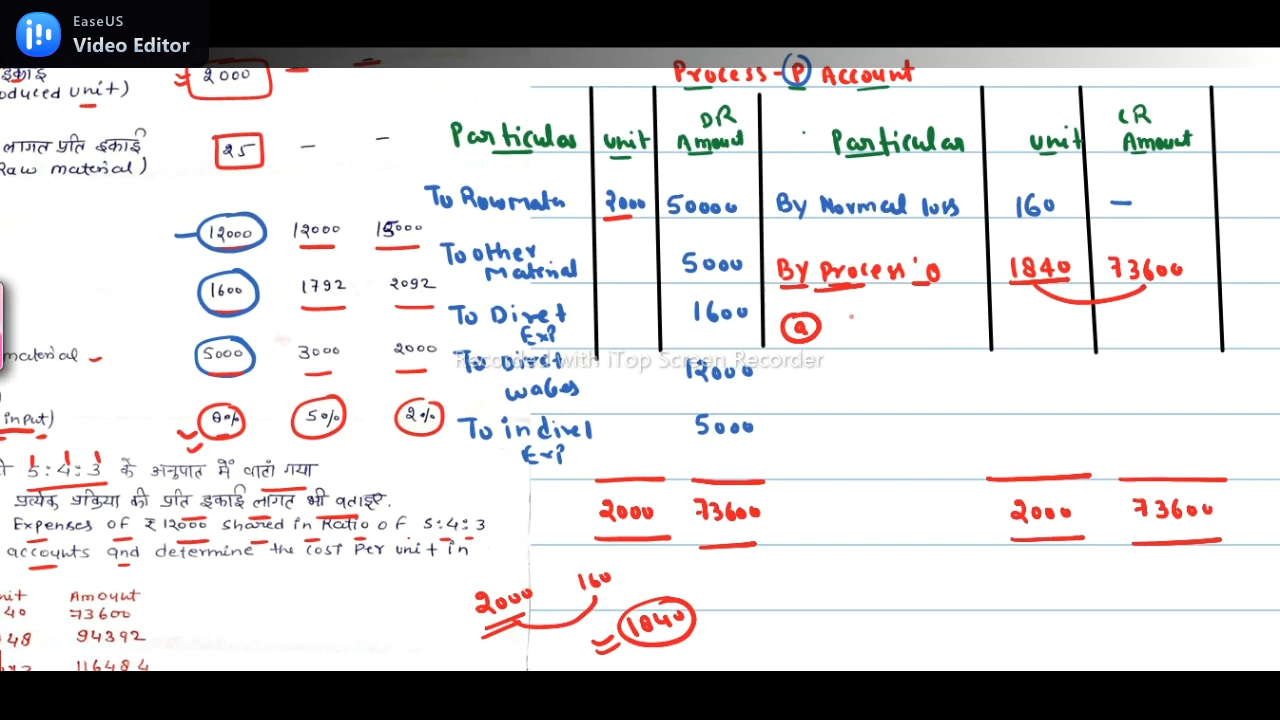 EaseUS
Video Editor
इकाई 2000
oduced unit)
लागत प्रति इकाई 25 — —
Raw material)
12000 12000 15000
1600 1792 2092
material 5000 3000 2000
input) 8% 5% 2%
5:4:3 के अनुपात में बाटां गया
प्रत्येक प्रक्रिया की प्रति इकाई लागत भी बताइए.
Expenses of ₹12000 shared in Ratio of 5:4:3
accounts and determine the cost Per unit in
nit Amount
40 73600
48 94392
116484
Process-P Account
Particular unit DR Amount Particular unit CR Amount
To Rowmate 2000 50000 By Normal loss 160 —
To other material 5000 By Process'Q 1840 73600
To Diret Exp 1600 Q
To Diret wages 12000
To indirel Exp 5000
2000 73600 2000 73600
2000 160
1840
Recorded with iTop Screen Recorder